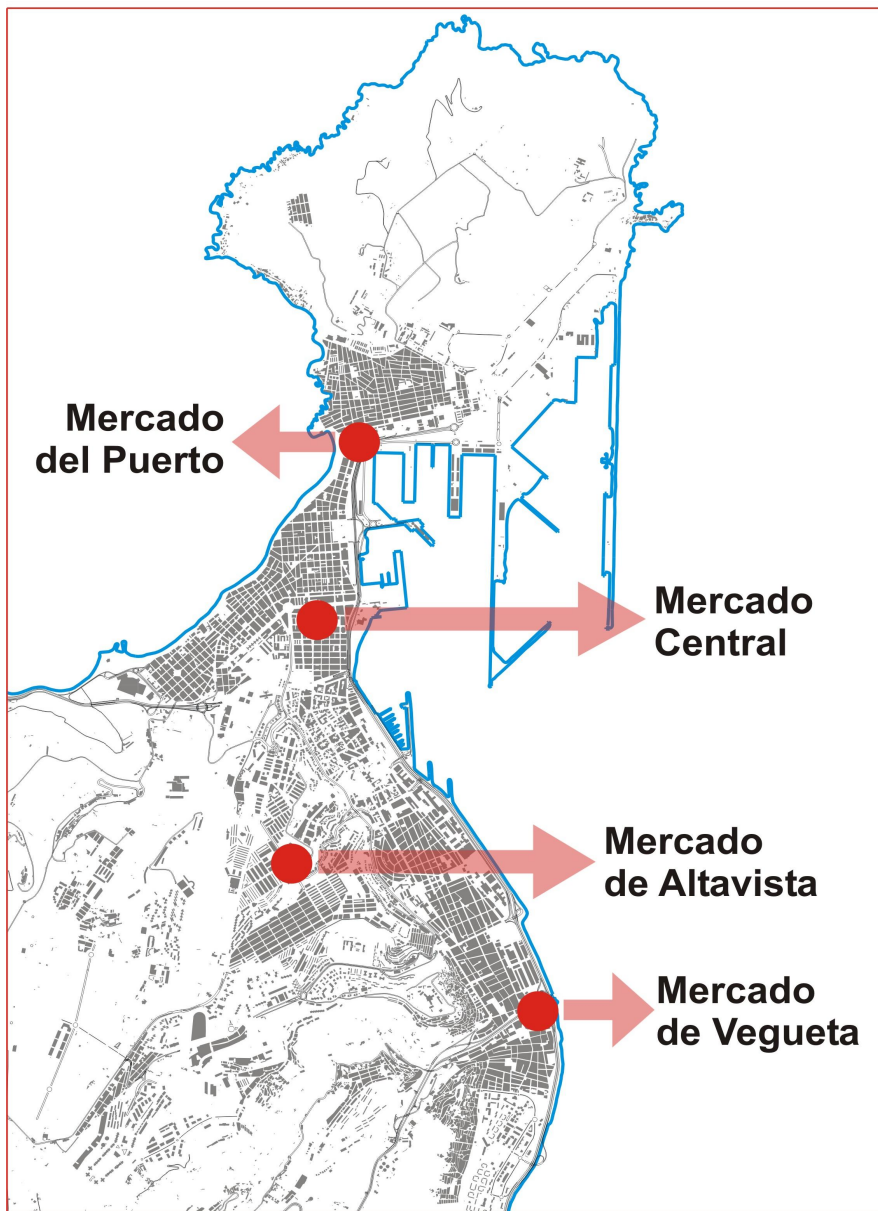 Mercado
del Puerto
Mercado
Central
Mercado
de Altavista
Mercado
de Vegueta